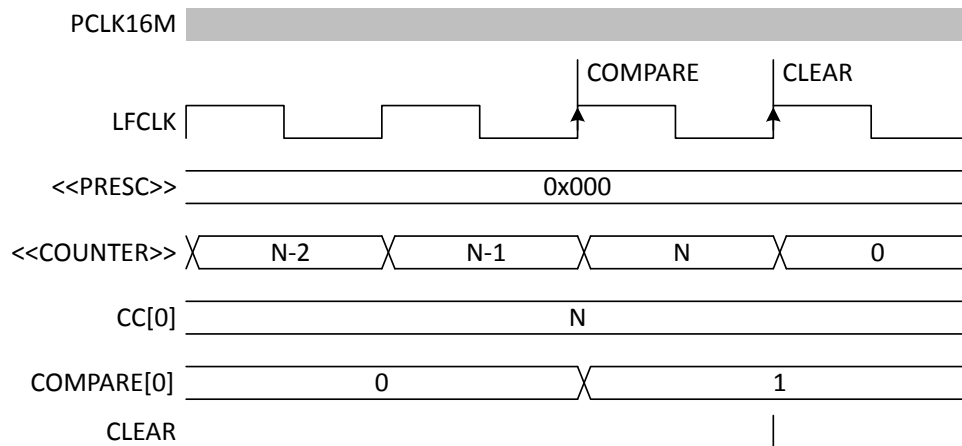 PCLK16M
COMPARE CLEAR
LFCLK
<<PRESC>> 0x000
<<COUNTER>> N-2 N-1 N 0
CC[0] N
COMPARE[0] 0 1
CLEAR